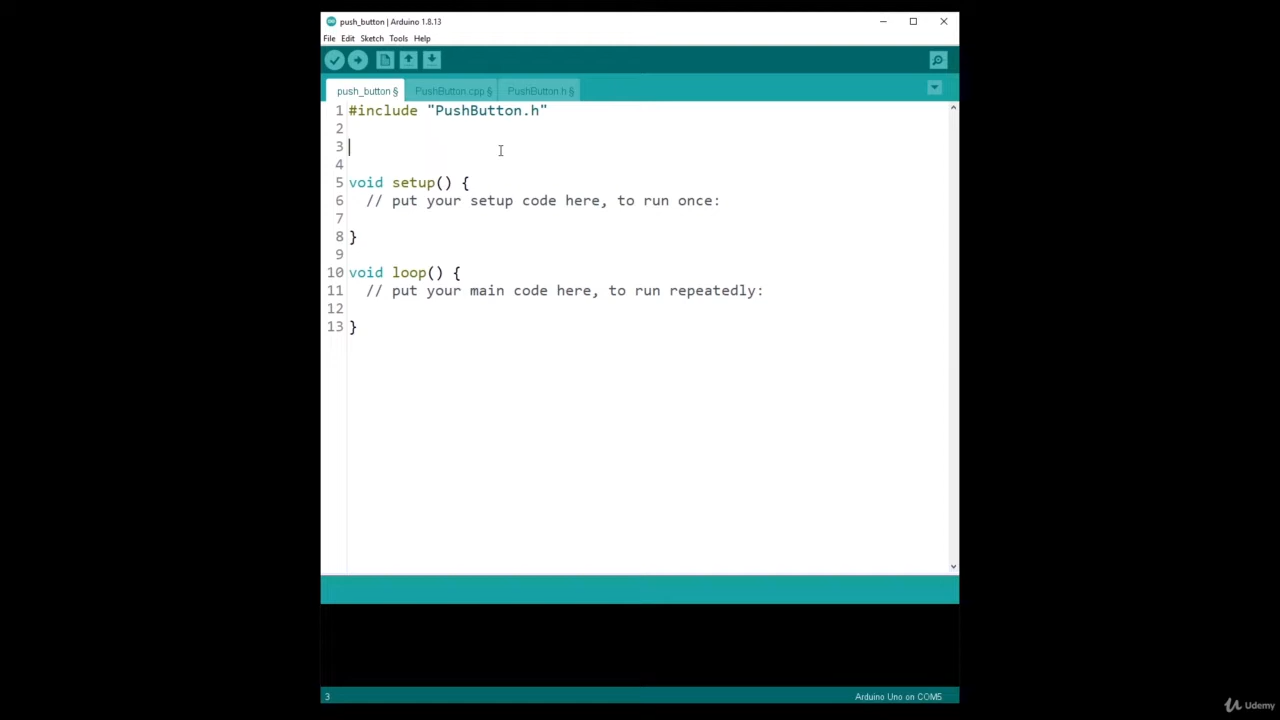 push_button | Arduino 1.8.13
File Edit Sketch Tools Help
push_button § PushButton.cpp § PushButton.h §
1 #include "PushButton.h"
2
3
4
5 void setup() {
6   // put your setup code here, to run once:
7
8 }
9
10 void loop() {
11   // put your main code here, to run repeatedly:
12
13 }
3 Arduino Uno on COM5
Udemy